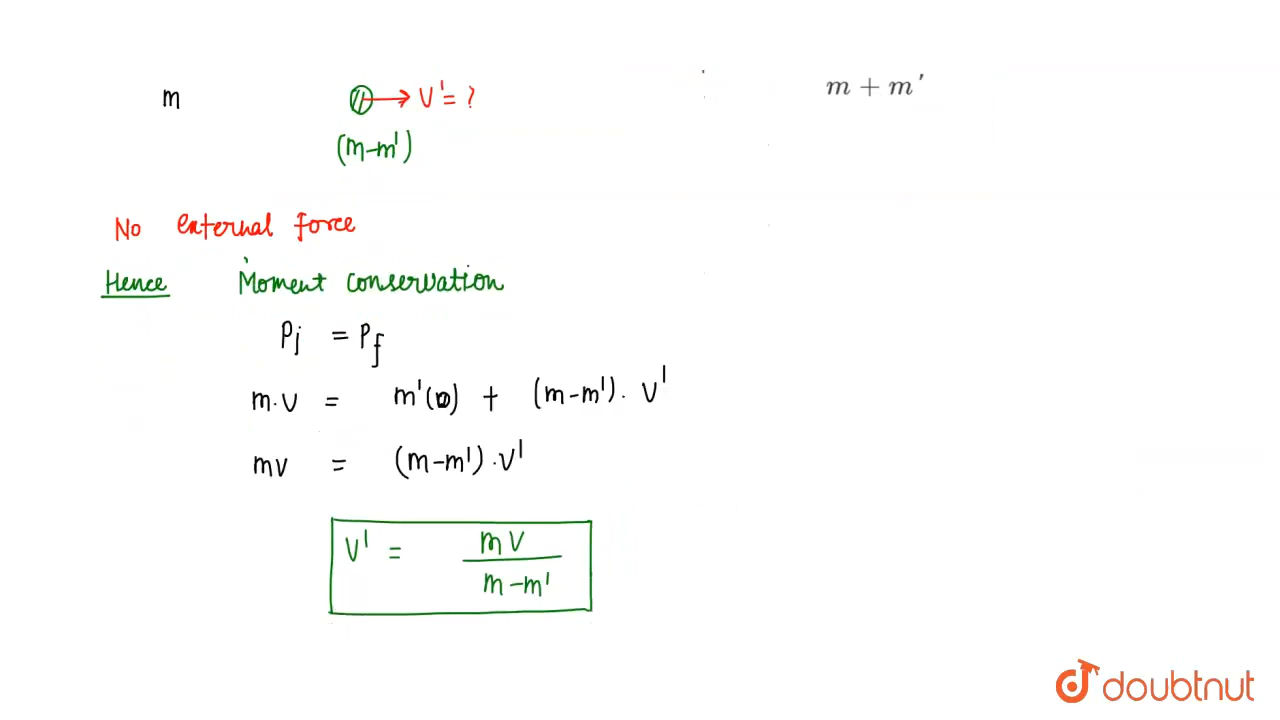 m V' = ?
m + m′
(m-m')
No external force
Hence Moment conservation
Pi = Pf
m.v = m'(0) + (m-m'). V'
mv = (m-m').V'
V' = mv / m-m'
doubtnut